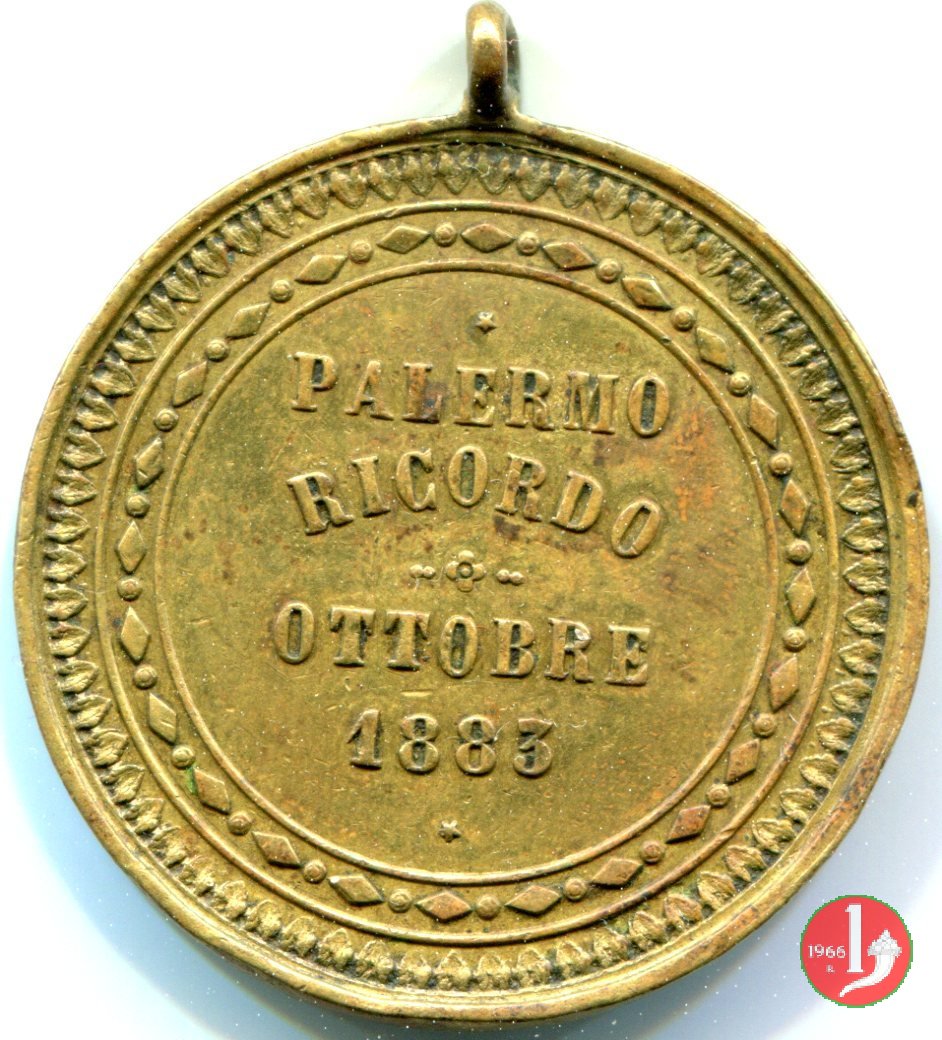 PALERMO
RICORDO
OTTOBRE
1883
1966
R